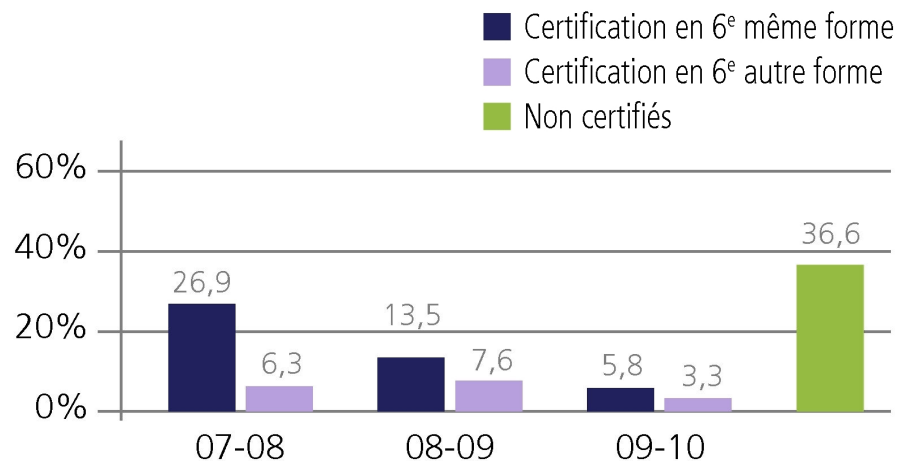 Certification en 6e même forme
Certification en 6e autre forme
Non certifiés
60%
40%
36,6
26,9
13,5
20%
6,3
7,6
5,8
3,3
0%
07-08 08-09 09-10